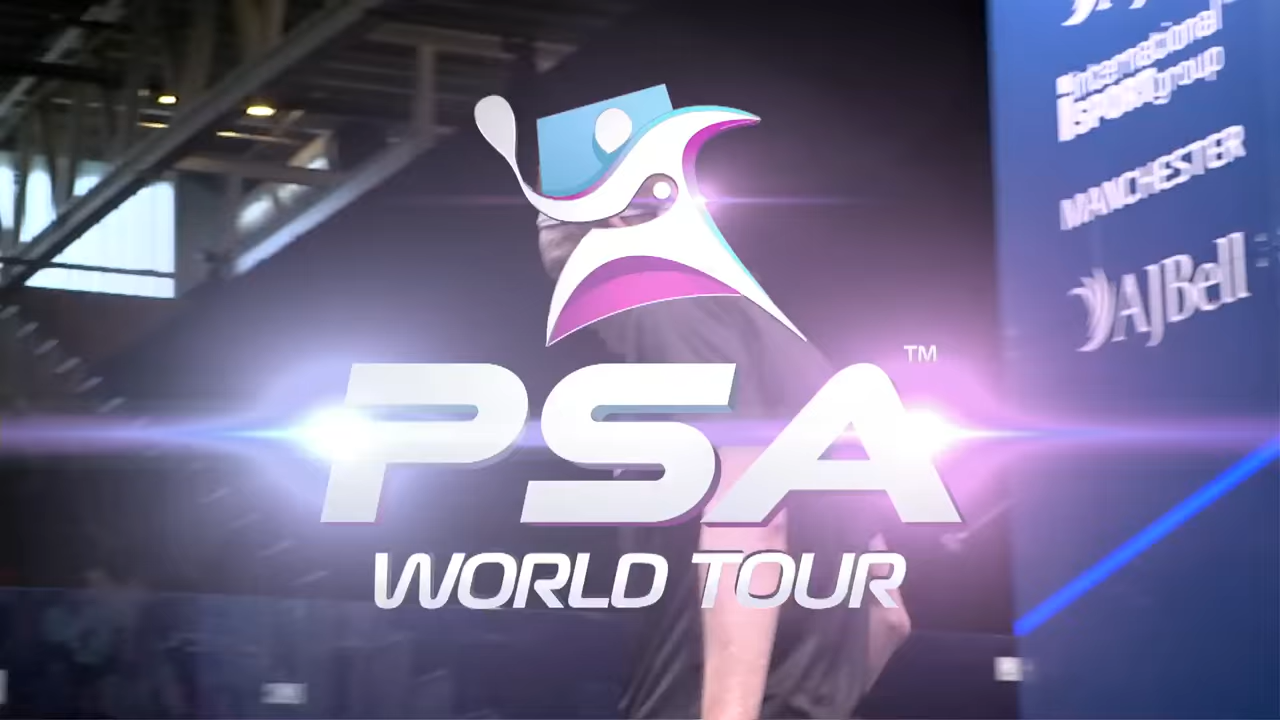 International
SPORTgroup
MANCHESTER
AJBell
PSA™
WORLD TOUR